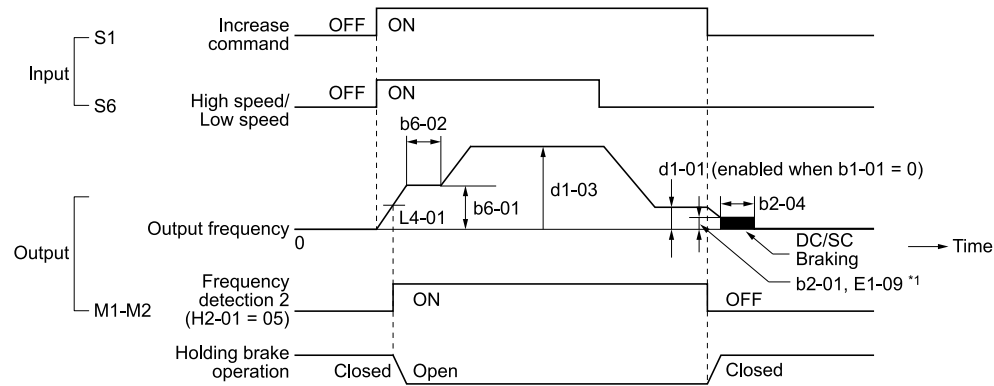 Input
S1
Increase
command
OFF
ON
S6
High speed/
Low speed
OFF
ON
b6-02
d1-01 (enabled when b1-01 = 0)
b2-04
d1-03
L4-01
b6-01
Output
Output frequency
0
Time
DC/SC
Braking
b2-01, E1-09 *1
M1-M2
Frequency
detection 2
(H2-01 = 05)
ON
OFF
Holding brake
operation
Closed
Open
Closed